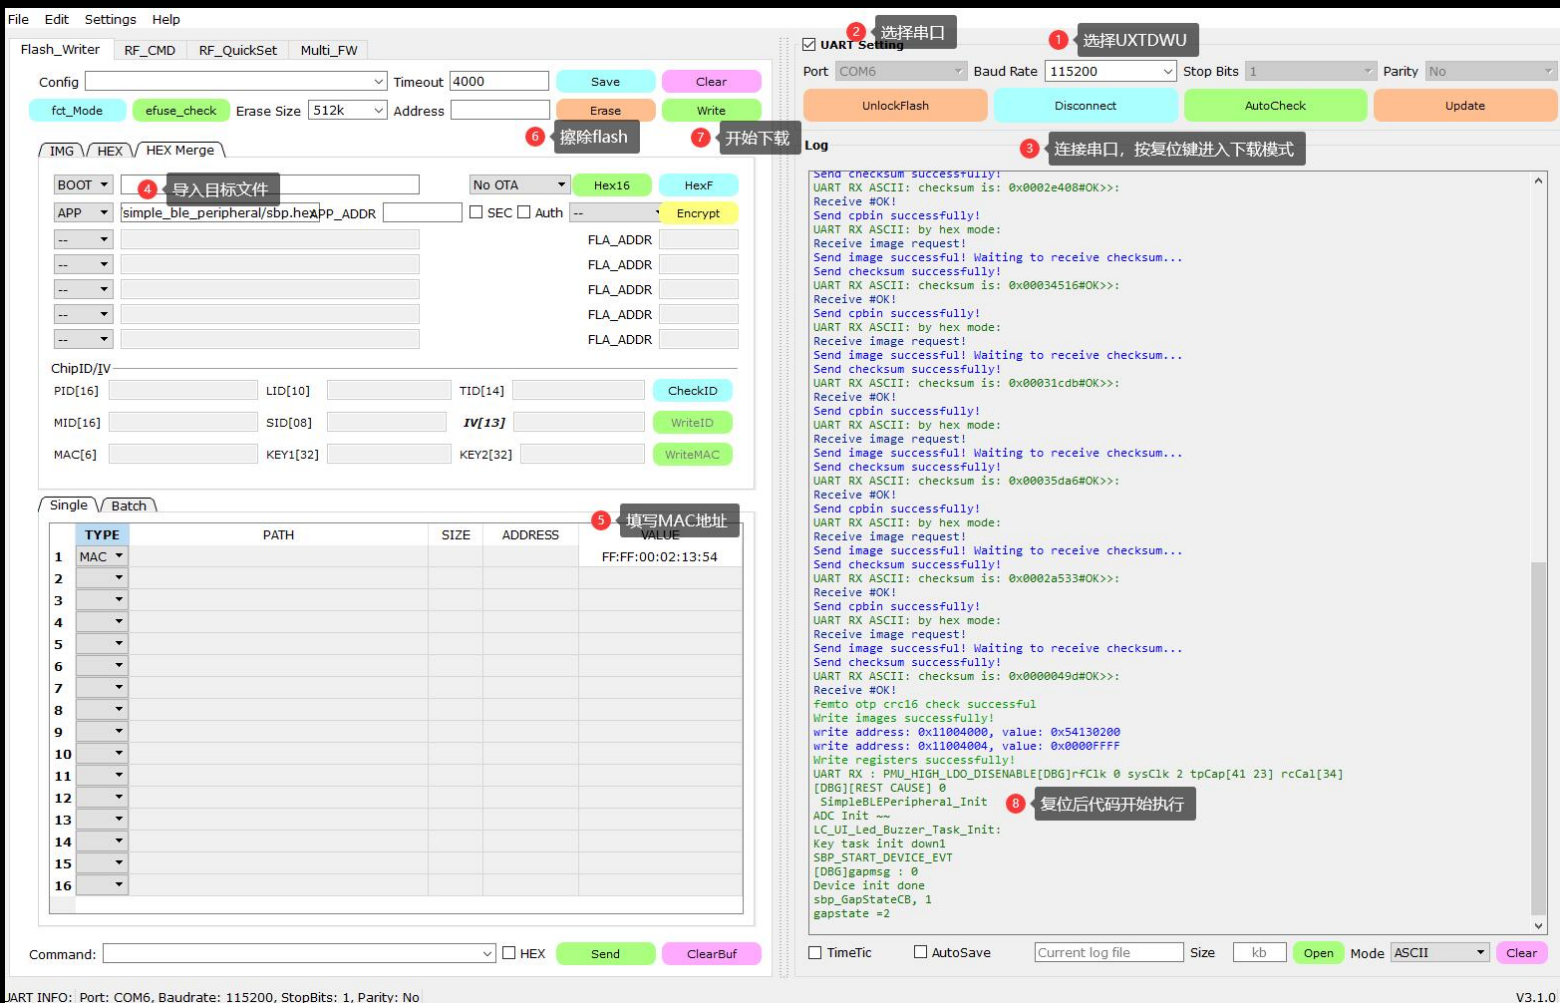 File Edit Settings Help
Flash_Writer RF_CMD RF_QuickSet Multi_FW
Config Timeout 4000 Save Clear
fct_Mode efuse_check Erase Size 512k Address Erase Write
6 擦除flash 7 开始下载
IMG HEX HEX Merge
BOOT 4 导入目标文件 No OTA Hex16 HexF
APP simple_ble_peripheral/sbp.hex APP_ADDR SEC Auth -- Encrypt
-- FLA_ADDR
-- FLA_ADDR
-- FLA_ADDR
-- FLA_ADDR
-- FLA_ADDR
ChipID/IV
PID[16] LID[10] TID[14] CheckID
MID[16] SID[08] IV[13] WriteID
MAC[6] KEY1[32] KEY2[32] WriteMAC
Single Batch
5 填写MAC地址
TYPE PATH SIZE ADDRESS VALUE
1 MAC FF:FF:00:02:13:54
2
3
4
5
6
7
8
9
10
11
12
13
14
15
16
Command: HEX Send ClearBuf
2 选择串口 1 选择UXTDWU
UART Setting
Port COM6 Baud Rate 115200 Stop Bits 1 Parity No
UnlockFlash Disconnect AutoCheck Update
Log
3 连接串口，按复位键进入下载模式
Send checksum successfully!
UART RX ASCII: checksum is: 0x0002e408#OK>>:
Receive #OK!
Send cpbin successfully!
UART RX ASCII: by hex mode:
Receive image request!
Send image successful! Waiting to receive checksum...
Send checksum successfully!
UART RX ASCII: checksum is: 0x00034516#OK>>:
Receive #OK!
Send cpbin successfully!
UART RX ASCII: by hex mode:
Receive image request!
Send image successful! Waiting to receive checksum...
Send checksum successfully!
UART RX ASCII: checksum is: 0x00031cdb#OK>>:
Receive #OK!
Send cpbin successfully!
UART RX ASCII: by hex mode:
Receive image request!
Send image successful! Waiting to receive checksum...
Send checksum successfully!
UART RX ASCII: checksum is: 0x00035da6#OK>>:
Receive #OK!
Send cpbin successfully!
UART RX ASCII: by hex mode:
Receive image request!
Send image successful! Waiting to receive checksum...
Send checksum successfully!
UART RX ASCII: checksum is: 0x0002a533#OK>>:
Receive #OK!
Send cpbin successfully!
UART RX ASCII: by hex mode:
Receive image request!
Send image successful! Waiting to receive checksum...
Send checksum successfully!
UART RX ASCII: checksum is: 0x0000049d#OK>>:
Receive #OK!
femto otp crc16 check successful
Write images successfully!
write address: 0x11004000, value: 0x54130200
write address: 0x11004004, value: 0x0000FFFF
Write registers successfully!
UART RX : PMU_HIGH_LDO_DISENABLE[DBG]rfClk 0 sysClk 2 tpCap[41 23] rcCal[34]
[DBG][REST CAUSE] 0
SimpleBLEPeripheral_Init 8 复位后代码开始执行
ADC Init ~~
LC_UI_Led_Buzzer_Task_Init:
Key task init down1
SBP_START_DEVICE_EVT
[DBG]gapmsg : 0
Device init done
sbp_GapStateCB, 1
gapstate =2
TimeTic AutoSave Current log file Size kb Open Mode ASCII Clear
UART INFO: Port: COM6, Baudrate: 115200, StopBits: 1, Parity: No V3.1.0